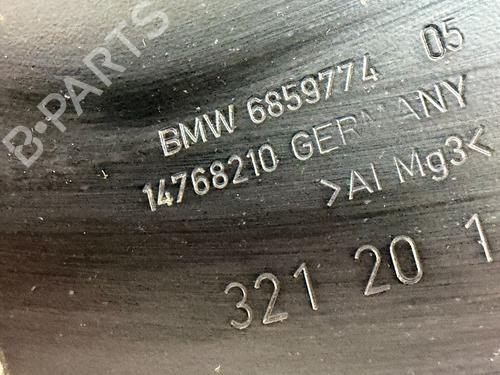 B-PARTS
BMW 6859774 05
14768210 GERMANY
>Al Mg3<
321 20 1